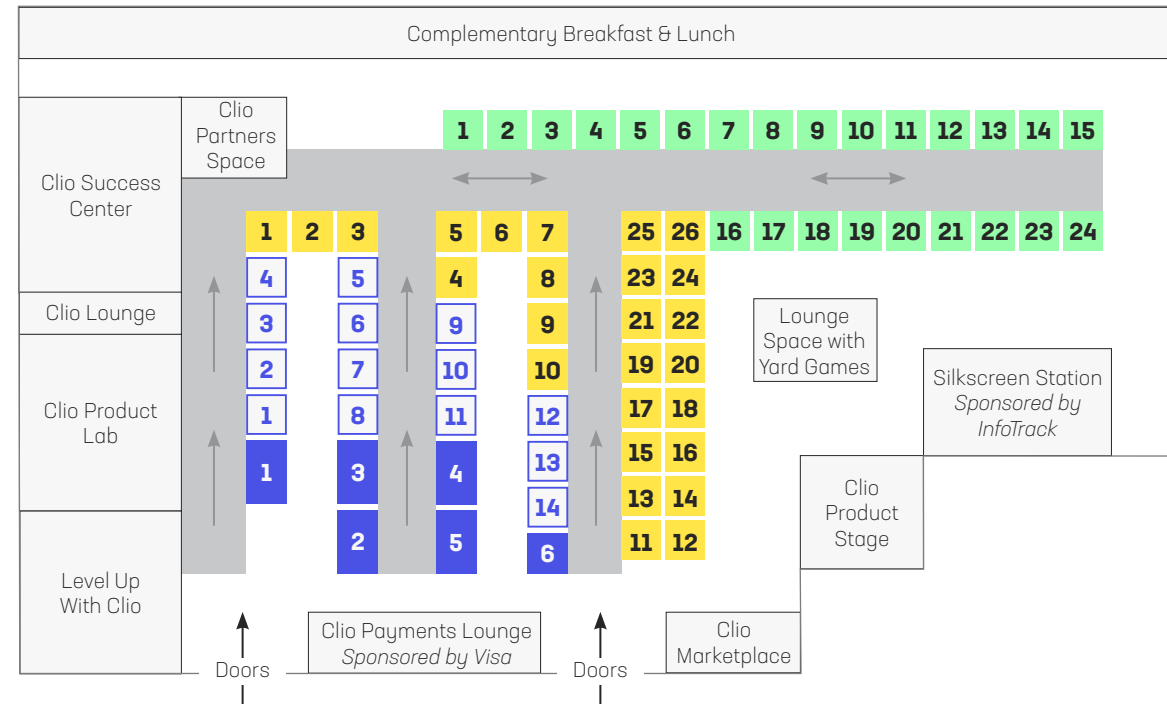 Complementary Breakfast & Lunch
Clio
Partners
Space
Clio Success
Center
1 2 3 4 5 6 7 8 9 10 11 12 13 14 15
1 2 3 5 6 7 25 26 16 17 18 19 20 21 22 23 24
4 5 4 8 23 24
Clio Lounge
3 6 9 9 21 22
Lounge
Space with
Yard Games
2 7 10 10 19 20
Clio Product
Lab
Silkscreen Station
Sponsored by
InfoTrack
1 8 11 12 17 18
1 3 4 13 15 16
14 13 14
Clio
Product
Stage
2 5 6 11 12
Level Up
With Clio
Clio Payments Lounge
Sponsored by Visa
Clio
Marketplace
Doors
Doors